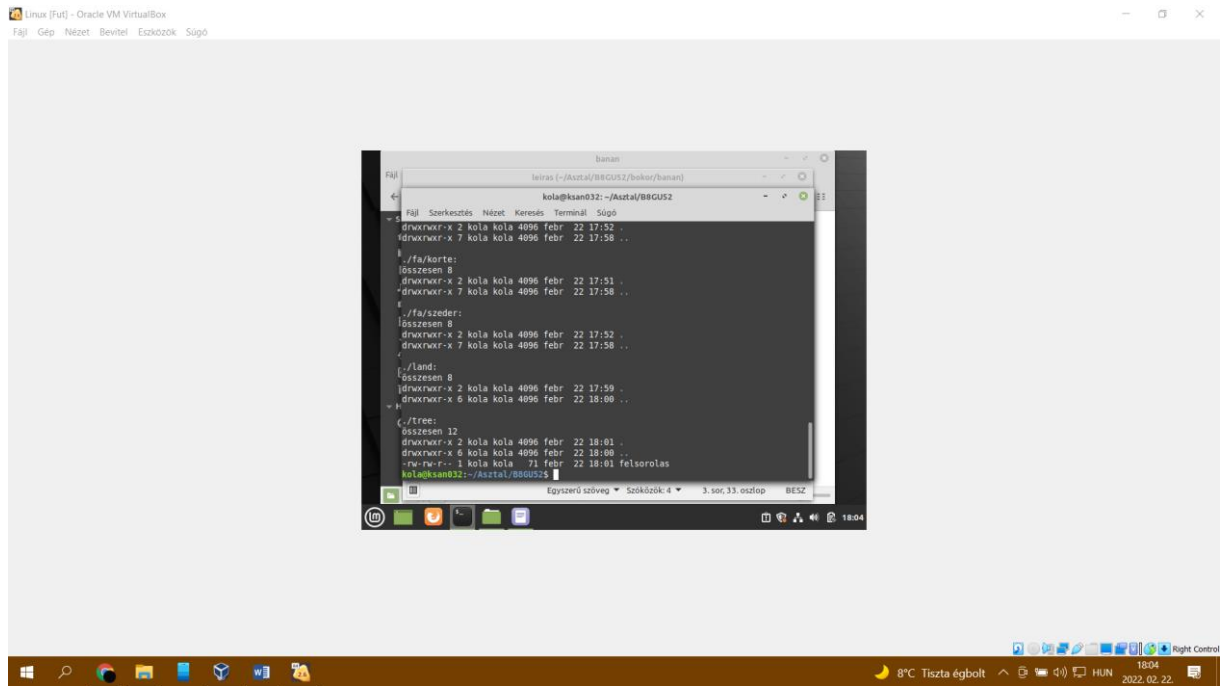 Linux [Fut] - Oracle VM VirtualBox
Fájl Gép Nézet Bevitel Eszközök Súgó
banan
Fájl
leiras (~/Asztal/B8GU52/bokor/banan)
kola@ksan032: ~/Asztal/B8GU52
Fájl Szerkesztés Nézet Keresés Terminál Súgó
drwxrwxr-x 2 kola kola 4096 febr 22 17:52 .
drwxrwxr-x 7 kola kola 4096 febr 22 17:58 ..
./fa/korte:
összesen 8
drwxrwxr-x 2 kola kola 4096 febr 22 17:51 .
drwxrwxr-x 7 kola kola 4096 febr 22 17:58 ..
./fa/szeder:
összesen 8
drwxrwxr-x 2 kola kola 4096 febr 22 17:52 .
drwxrwxr-x 7 kola kola 4096 febr 22 17:58 ..
./land:
összesen 8
drwxrwxr-x 2 kola kola 4096 febr 22 17:59 .
drwxrwxr-x 6 kola kola 4096 febr 22 18:00 ..
./tree:
összesen 12
drwxrwxr-x 2 kola kola 4096 febr 22 18:01 .
drwxrwxr-x 6 kola kola 4096 febr 22 18:00 ..
-rw-rw-r-- 1 kola kola 71 febr 22 18:01 felsorolas
kola@ksan032:~/Asztal/B8GU52$
Egyszerű szöveg Szóközök: 4 3. sor, 33. oszlop BESZ
18:04
Right Control
8°C Tiszta égbolt HUN 18:04
2022. 02. 22.